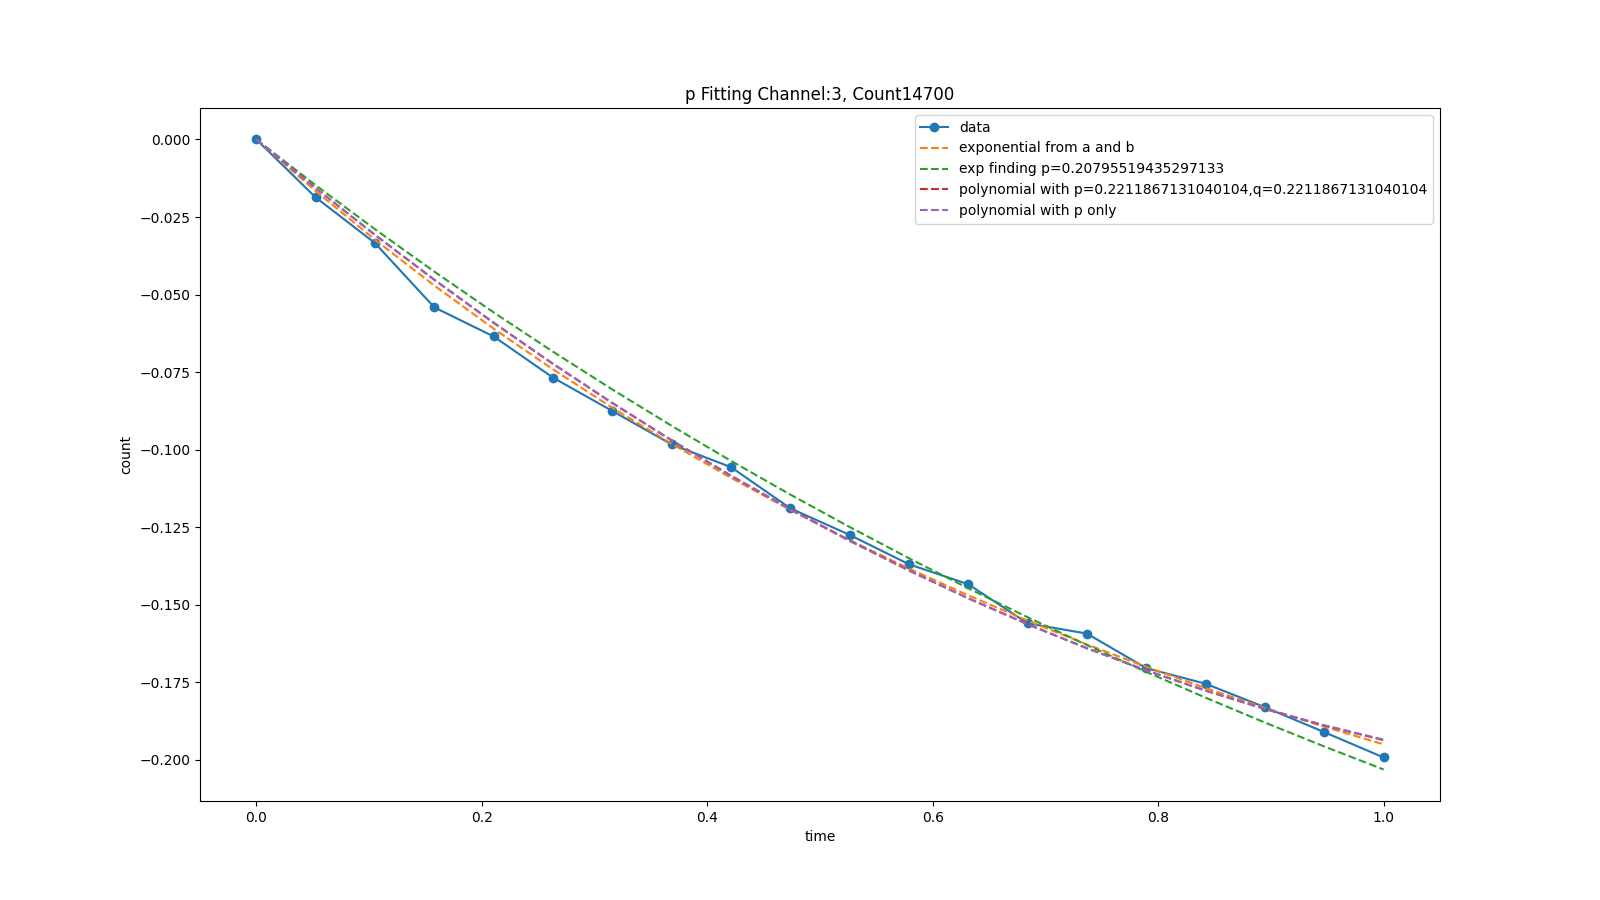 p Fitting Channel:3, Count14700
data
exponential from a and b
exp finding p=0.20795519435297133
polynomial with p=0.2211867131040104,q=0.2211867131040104
polynomial with p only
0.000
−0.025
−0.050
−0.075
−0.100
−0.125
−0.150
−0.175
−0.200
count
0.0 0.2 0.4 0.6 0.8 1.0
time